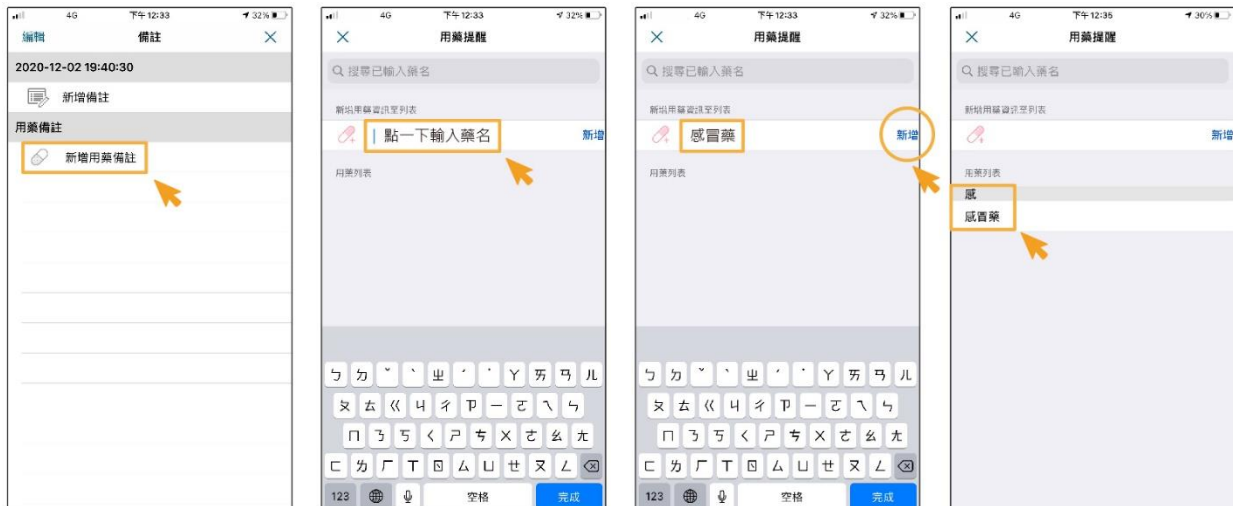 4G 下午12:33 32%
編輯 備註
2020-12-02 19:40:30
新增備註
用藥備註
新增用藥備註
4G 下午12:33 32%
用藥提醒
搜尋已輸入藥名
新增用藥資訊至列表
點一下輸入藥名 新增
用藥列表
ㄅ ㄉ ˇ ˋ ㄓ ˊ ˙ ㄚ ㄞ ㄢ ㄦ
ㄆ ㄊ ㄍ ㄐ ㄔ ㄗ ㄧ ㄛ ㄟ ㄣ
ㄇ ㄋ ㄎ ㄑ ㄕ ㄘ ㄨ ㄜ ㄠ ㄤ
ㄈ ㄌ ㄏ ㄒ ㄖ ㄙ ㄩ ㄝ ㄡ ㄥ
123 空格 完成
4G 下午12:33 32%
用藥提醒
搜尋已輸入藥名
新增用藥資訊至列表
感冒藥 新增
用藥列表
ㄅ ㄉ ˇ ˋ ㄓ ˊ ˙ ㄚ ㄞ ㄢ ㄦ
ㄆ ㄊ ㄍ ㄐ ㄔ ㄗ ㄧ ㄛ ㄟ ㄣ
ㄇ ㄋ ㄎ ㄑ ㄕ ㄘ ㄨ ㄜ ㄠ ㄤ
ㄈ ㄌ ㄏ ㄒ ㄖ ㄙ ㄩ ㄝ ㄡ ㄥ
123 空格 完成
4G 下午12:35 30%
用藥提醒
搜尋已輸入藥名
新增用藥資訊至列表
新增
用藥列表
感
感冒藥